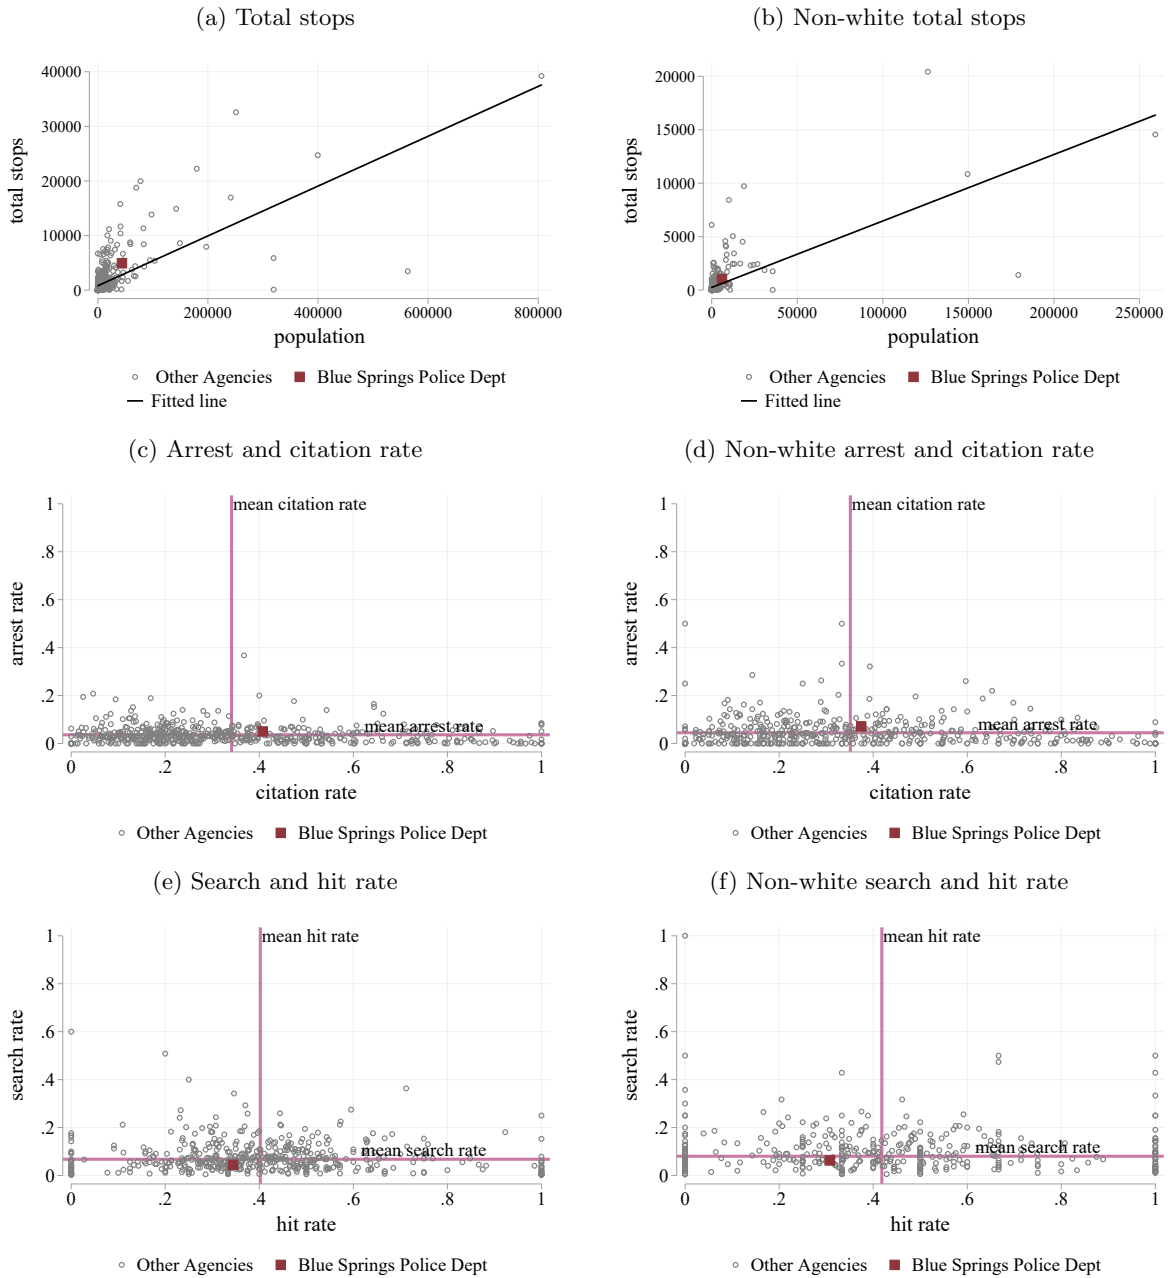 (a) Total stops
(b) Non-white total stops
40000
30000
20000
10000
0
total stops
0 200000 400000 600000 800000
population
Other Agencies Blue Springs Police Dept
Fitted line
20000
15000
10000
5000
0
total stops
0 50000 100000 150000 200000 250000
population
Other Agencies Blue Springs Police Dept
Fitted line
(c) Arrest and citation rate
(d) Non-white arrest and citation rate
1
.8
.6
.4
.2
0
arrest rate
mean citation rate
mean arrest rate
0 .2 .4 .6 .8 1
citation rate
Other Agencies Blue Springs Police Dept
1
.8
.6
.4
.2
0
arrest rate
mean citation rate
mean arrest rate
0 .2 .4 .6 .8 1
citation rate
Other Agencies Blue Springs Police Dept
(e) Search and hit rate
(f) Non-white search and hit rate
1
.8
.6
.4
.2
0
search rate
mean hit rate
mean search rate
0 .2 .4 .6 .8 1
hit rate
Other Agencies Blue Springs Police Dept
1
.8
.6
.4
.2
0
search rate
mean hit rate
mean search rate
0 .2 .4 .6 .8 1
hit rate
Other Agencies Blue Springs Police Dept